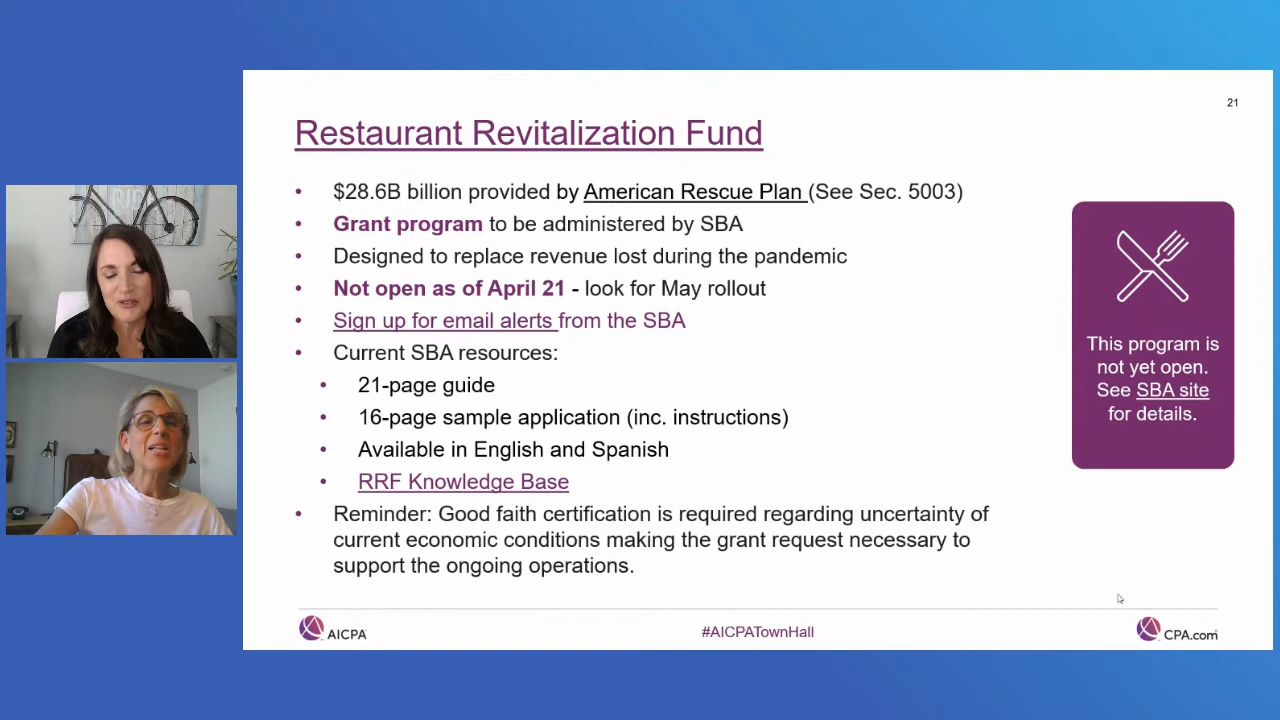 21
Restaurant Revitalization Fund
• $28.6B billion provided by American Rescue Plan (See Sec. 5003)
• Grant program to be administered by SBA
• Designed to replace revenue lost during the pandemic
• Not open as of April 21 - look for May rollout
• Sign up for email alerts from the SBA
• Current SBA resources:
• 21-page guide
• 16-page sample application (inc. instructions)
• Available in English and Spanish
• RRF Knowledge Base
• Reminder: Good faith certification is required regarding uncertainty of
current economic conditions making the grant request necessary to
support the ongoing operations.
This program is
not yet open.
See SBA site
for details.
AICPA
#AICPATownHall
CPA.com